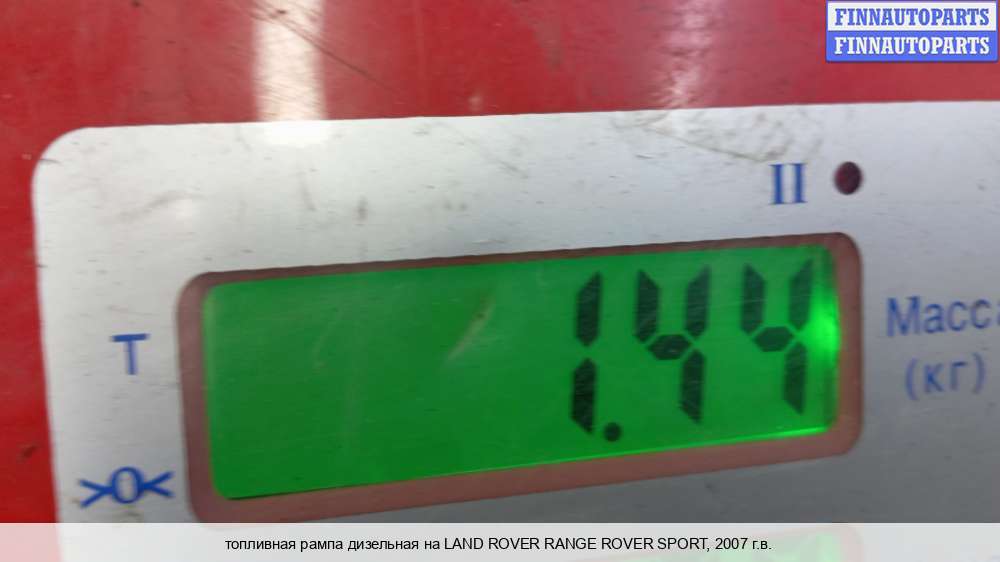 FINNAUTOPARTS
FINNAUTOPARTS
II
1.44
Масса
(кг)
T
>0<
топливная рампа дизельная на LAND ROVER RANGE ROVER SPORT, 2007 г.в.